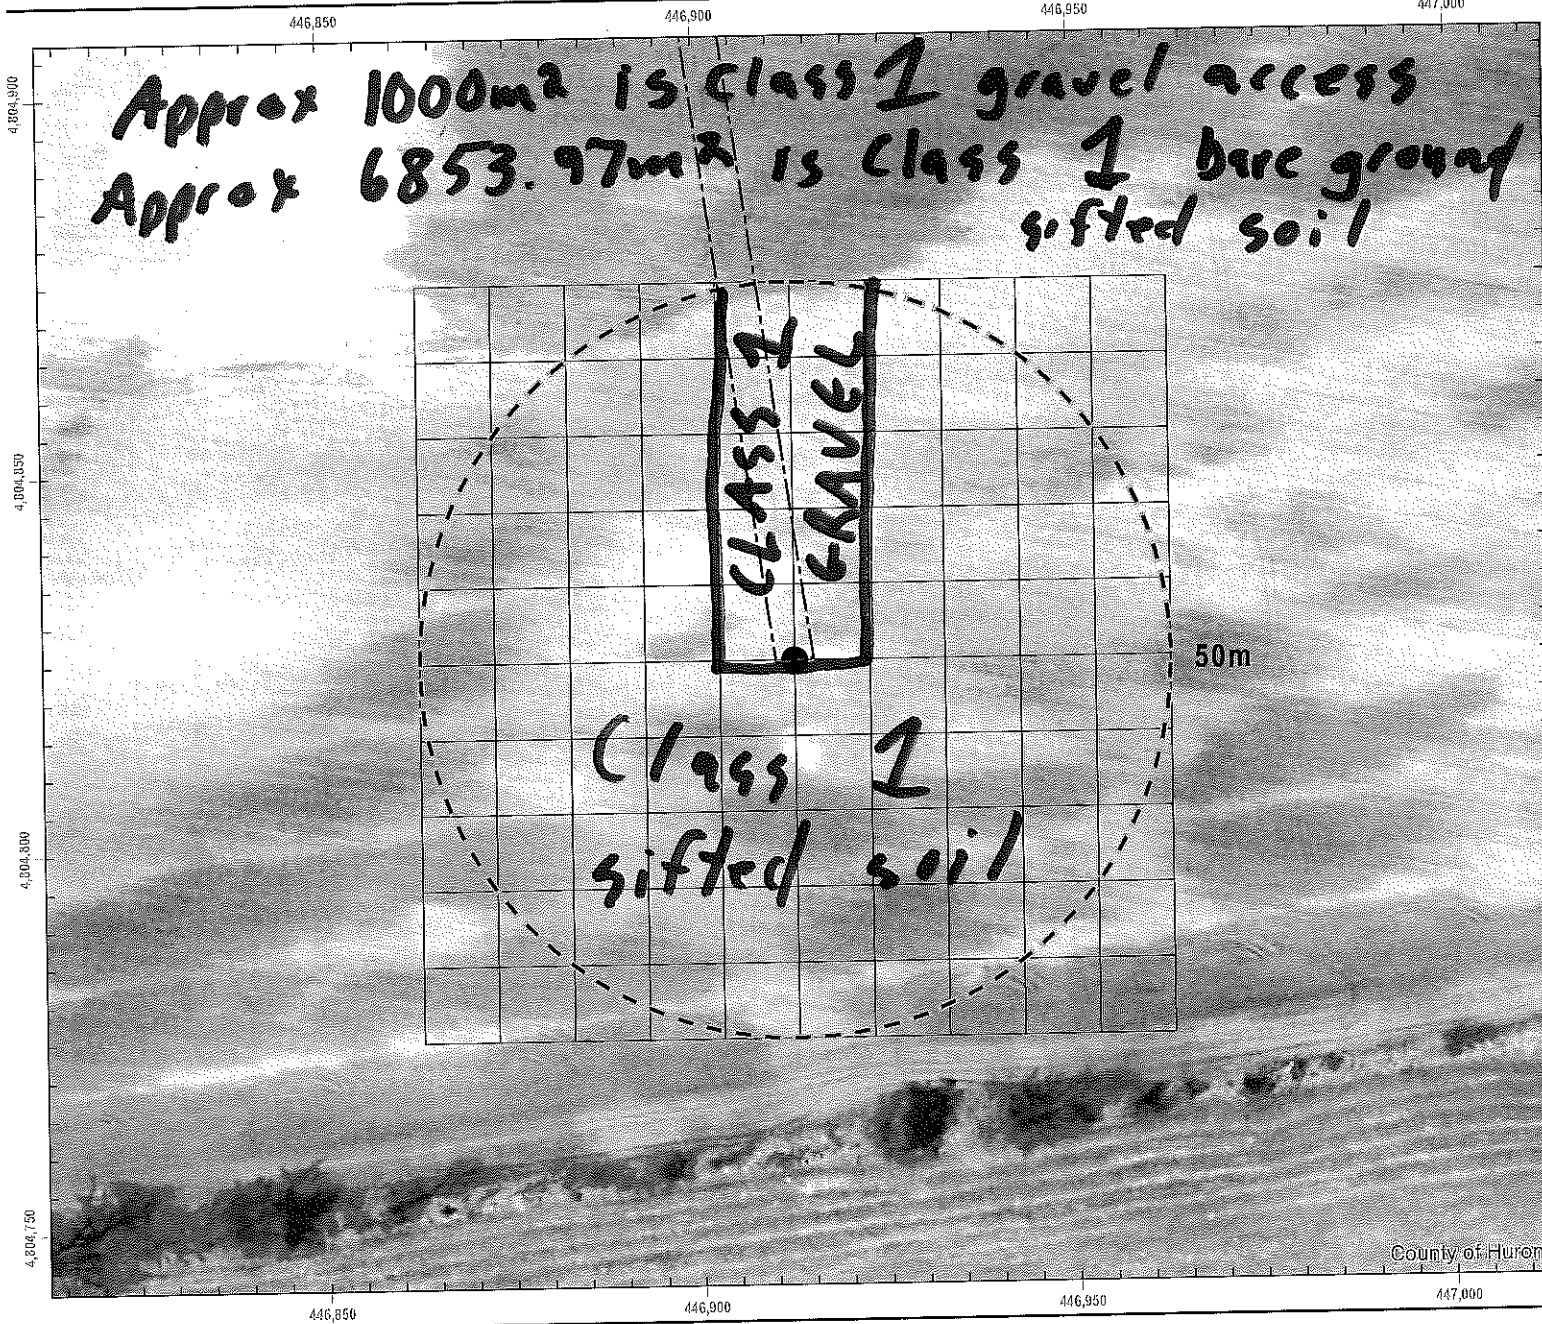 446,850 446,900 446,950 447,000
Approx 1000m² is Class 1 gravel access
Approx 6853.97m² is Class 1 bare ground
sifted soil
4,804,900
4,804,850
4,804,800
4,804,750
CLASS 1
GRAVEL
50m
Class 1
sifted soil
County of Huron
446,850 446,900 446,950 447,000